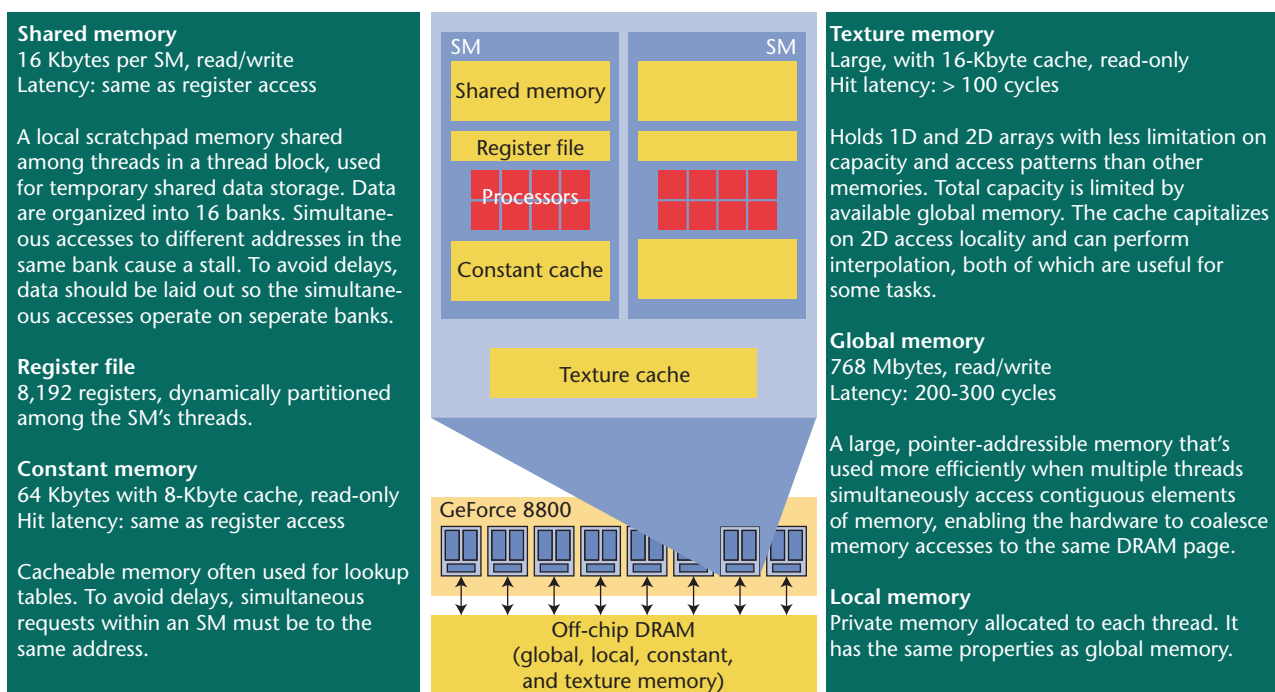 Shared memory
16 Kbytes per SM, read/write
Latency: same as register access
A local scratchpad memory shared
among threads in a thread block, used
for temporary shared data storage. Data
are organized into 16 banks. Simultane-
ous accesses to different addresses in the
same bank cause a stall. To avoid delays,
data should be laid out so the simultane-
ous accesses operate on seperate banks.
Register file
8,192 registers, dynamically partitioned
among the SM's threads.
Constant memory
64 Kbytes with 8-Kbyte cache, read-only
Hit latency: same as register access
Cacheable memory often used for lookup
tables. To avoid delays, simultaneous
requests within an SM must be to the
same address.
SM
SM
Shared memory
Register file
Processors
Constant cache
Texture cache
GeForce 8800
Off-chip DRAM
(global, local, constant,
and texture memory)
Texture memory
Large, with 16-Kbyte cache, read-only
Hit latency: > 100 cycles
Holds 1D and 2D arrays with less limitation on
capacity and access patterns than other
memories. Total capacity is limited by
available global memory. The cache capitalizes
on 2D access locality and can perform
interpolation, both of which are useful for
some tasks.
Global memory
768 Mbytes, read/write
Latency: 200-300 cycles
A large, pointer-addressible memory that's
used more efficiently when multiple threads
simultaneously access contiguous elements
of memory, enabling the hardware to coalesce
memory accesses to the same DRAM page.
Local memory
Private memory allocated to each thread. It
has the same properties as global memory.